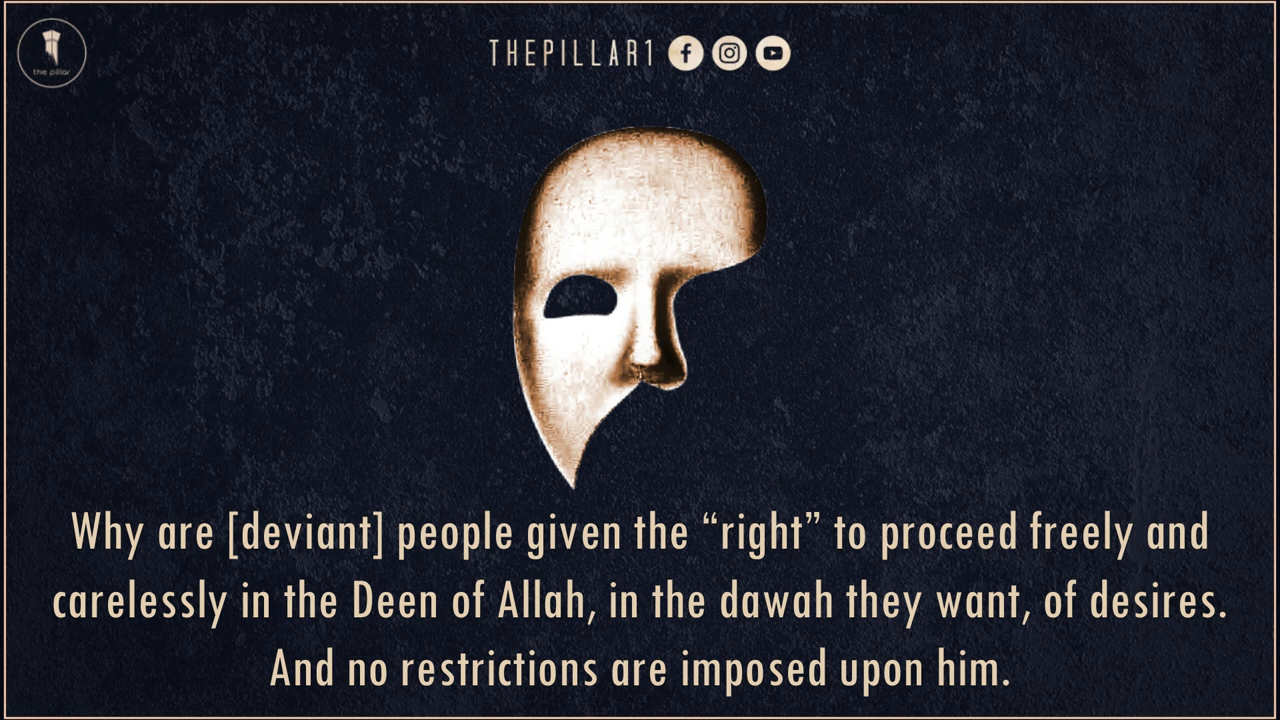 the pillar
THEPILLAR1
Why are [deviant] people given the “right” to proceed freely and
carelessly in the Deen of Allah, in the dawah they want, of desires.
And no restrictions are imposed upon him.